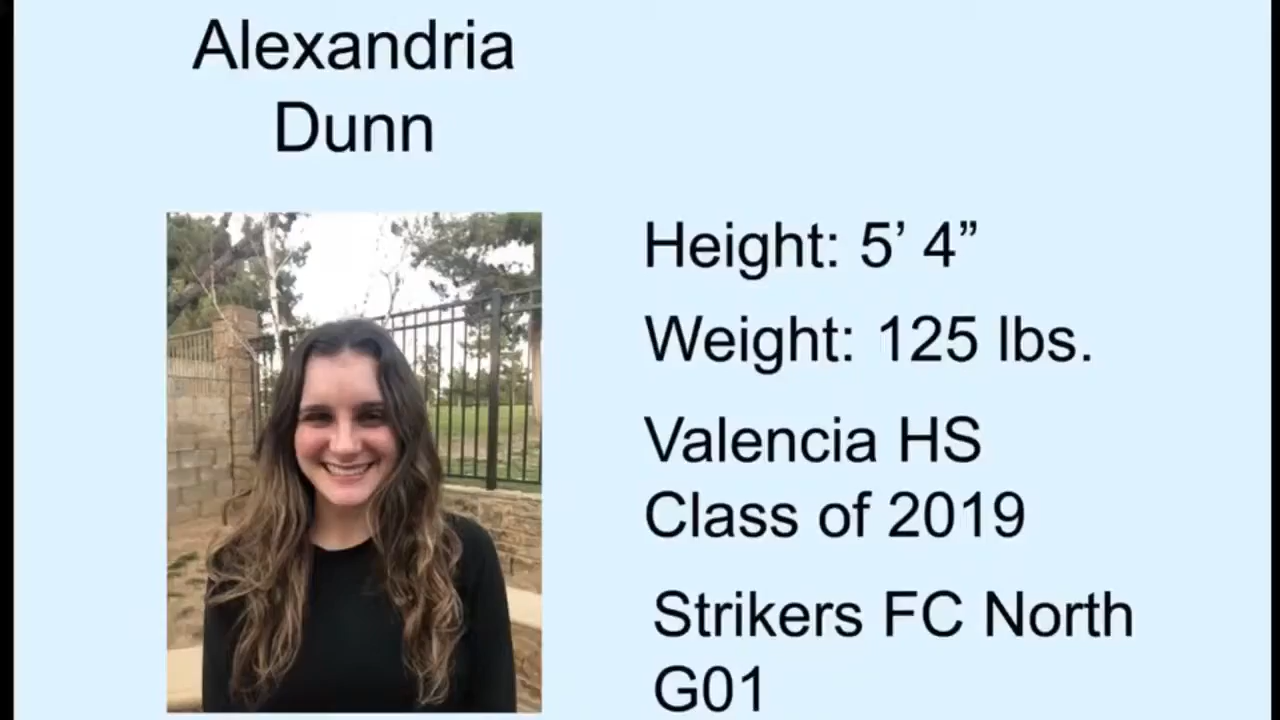 Alexandria
Dunn
Height: 5’ 4”
Weight: 125 lbs.
Valencia HS
Class of 2019
Strikers FC North
G01